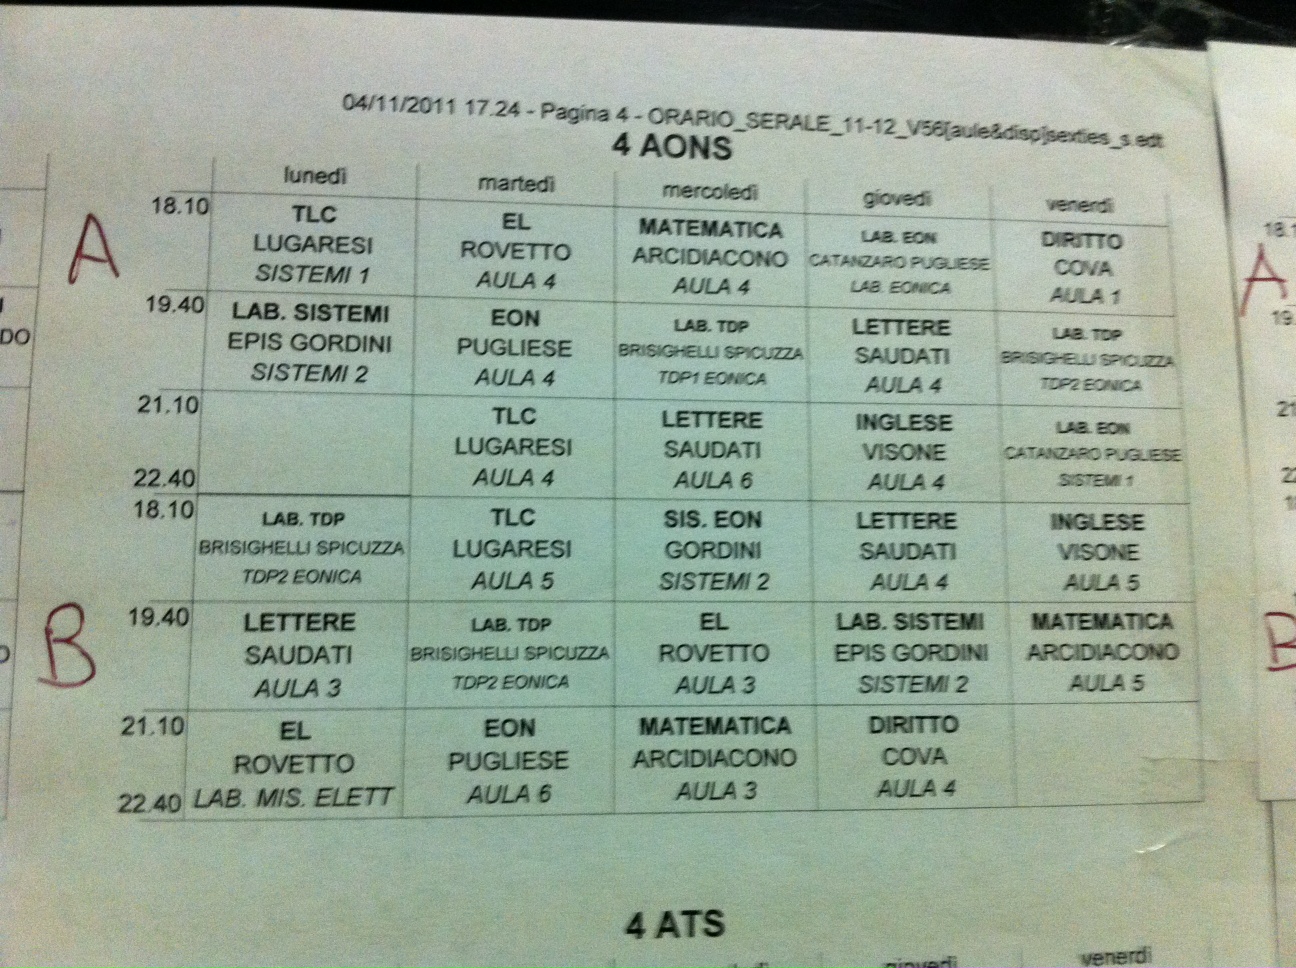 04/11/2011 17.24 - Pagina 4 - ORARIO_SERALE_11-12_V56[aule&disp]sexties_s.edt
4 AONS
lunedì martedì mercoledì giovedì venerdì
A
18.10 TLC EL MATEMATICA LAB. EON DIRITTO
LUGARESI ROVETTO ARCIDIACONO CATANZARO PUGLIESE COVA
SISTEMI 1 AULA 4 AULA 4 LAB. EONICA AULA 1
19.40 LAB. SISTEMI EON LAB. TDP LETTERE LAB. TDP
EPIS GORDINI PUGLIESE BRISIGHELLI SPICUZZA SAUDATI BRISIGHELLI SPICUZZA
SISTEMI 2 AULA 4 TDP1 EONICA AULA 4 TDP2 EONICA
21.10 TLC LETTERE INGLESE LAB. EON
LUGARESI SAUDATI VISONE CATANZARO PUGLIESE
22.40 AULA 4 AULA 6 AULA 4 SISTEMI 1
18.10 LAB. TDP TLC SIS. EON LETTERE INGLESE
BRISIGHELLI SPICUZZA LUGARESI GORDINI SAUDATI VISONE
TDP2 EONICA AULA 5 SISTEMI 2 AULA 4 AULA 5
B
19.40 LETTERE LAB. TDP EL LAB. SISTEMI MATEMATICA
SAUDATI BRISIGHELLI SPICUZZA ROVETTO EPIS GORDINI ARCIDIACONO
AULA 3 TDP2 EONICA AULA 3 SISTEMI 2 AULA 5
21.10 EL EON MATEMATICA DIRITTO
ROVETTO PUGLIESE ARCIDIACONO COVA
22.40 LAB. MIS. ELETT AULA 6 AULA 3 AULA 4
4 ATS
giovedì venerdì
DO
A
B